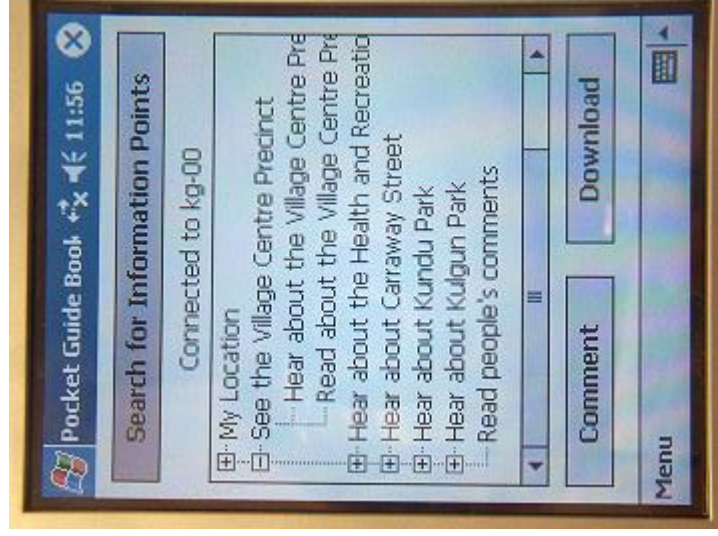 Pocket Guide Book 11:56
Search for Information Points
Connected to kg-00
My Location
See the Village Centre Precinct
Hear about the Village Centre Pre
Read about the Village Centre Pre
Hear about the Health and Recreatio
Hear about Carraway Street
Hear about Kundu Park
Hear about Kulgun Park
Read people's comments
Comment Download
Menu